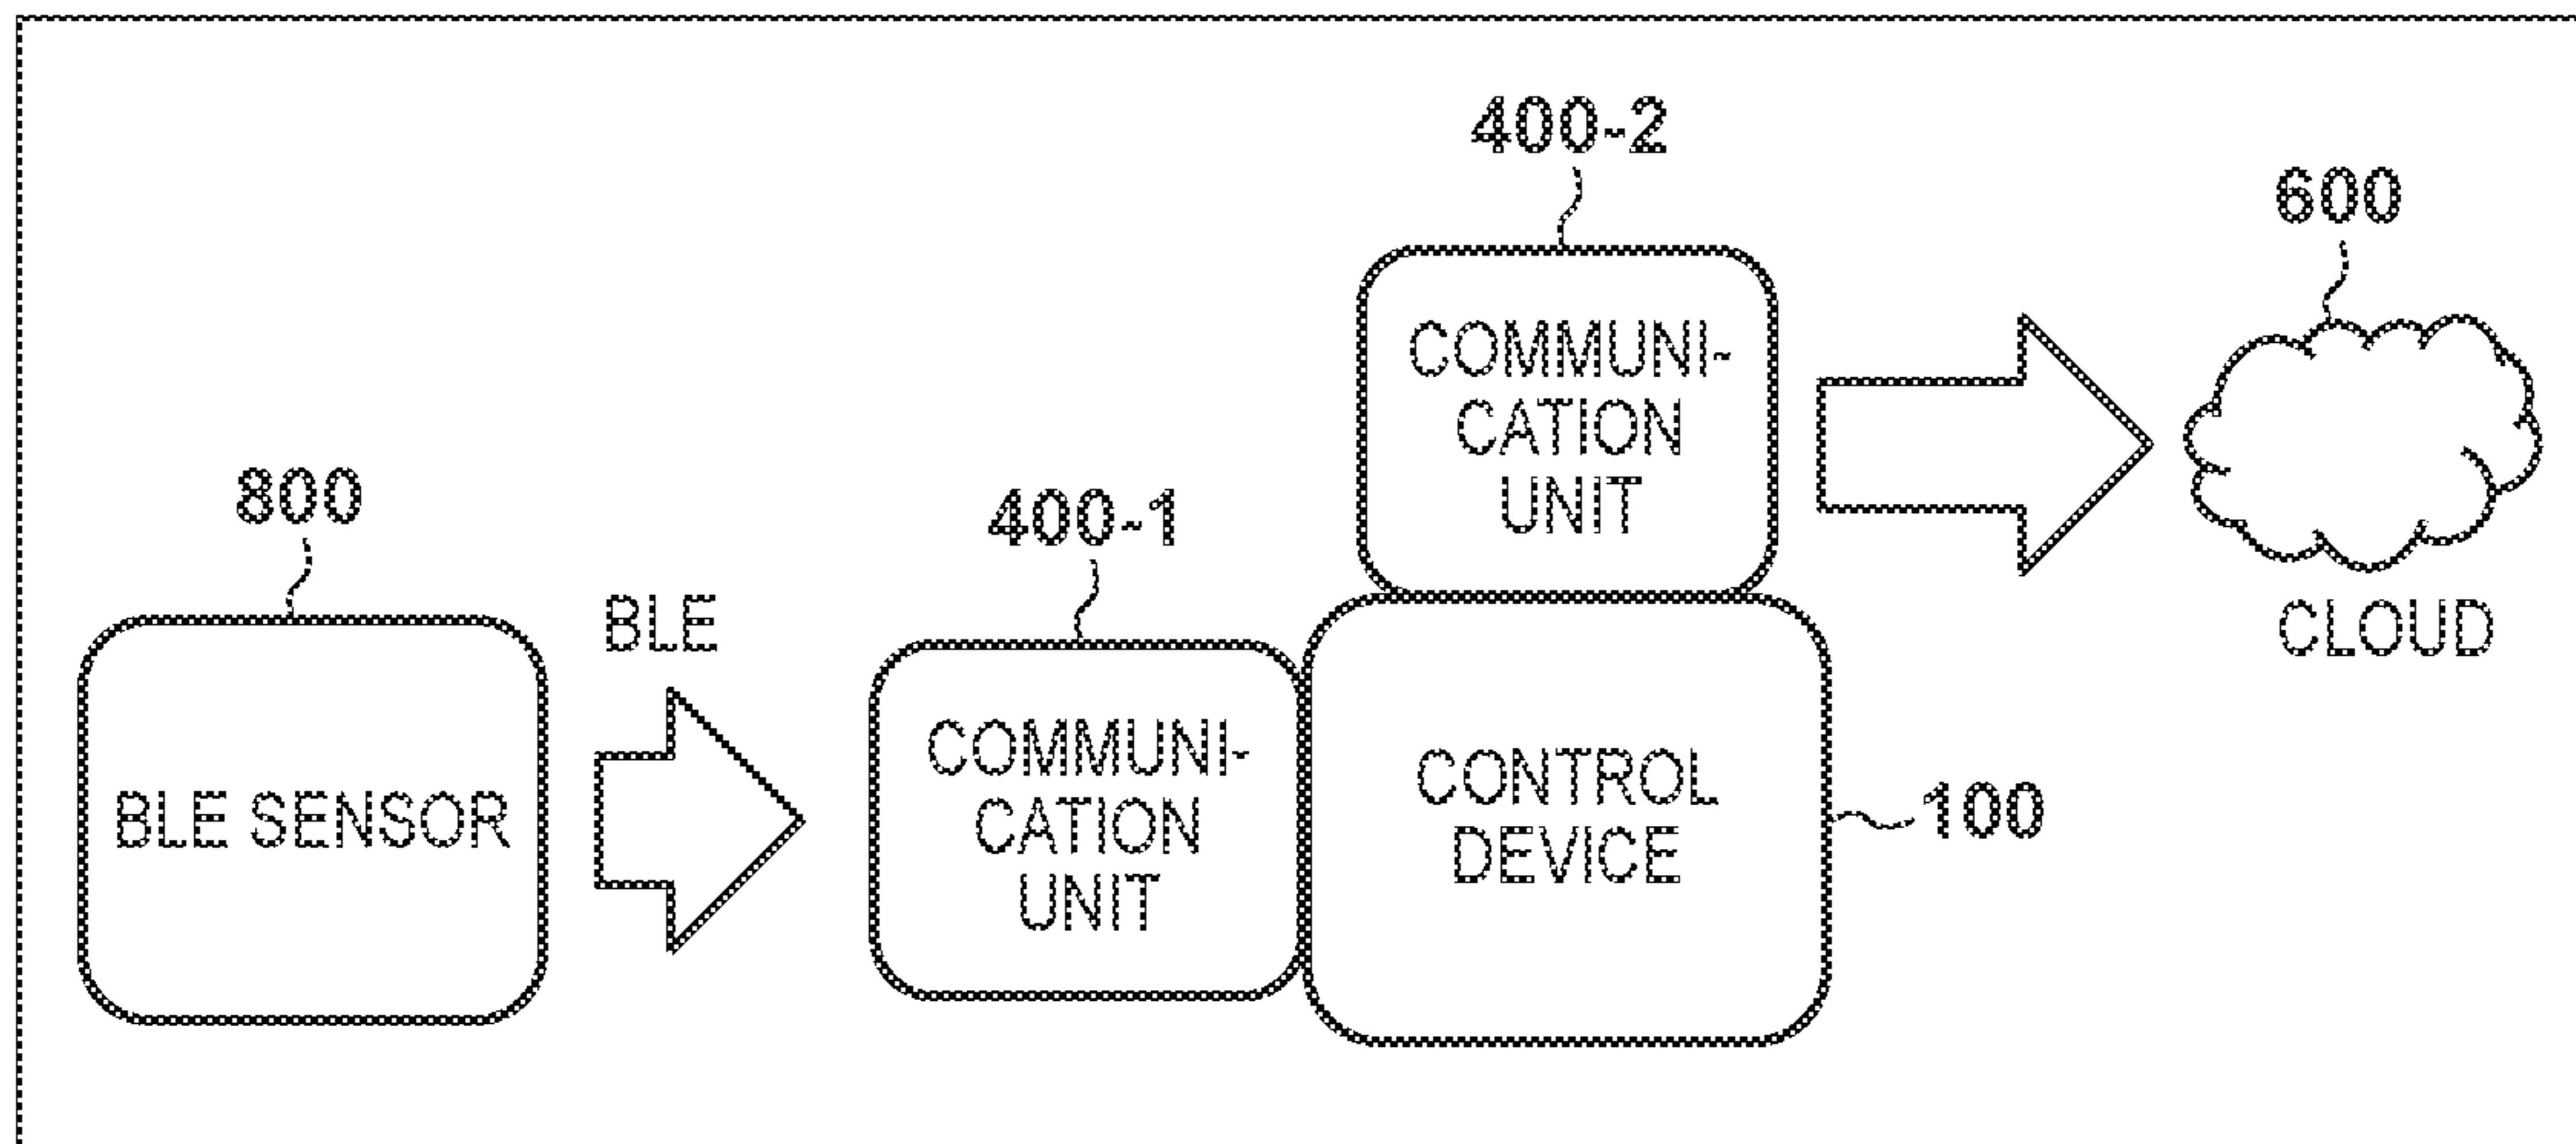 400-2
600
COMMUNI-
CATION
UNIT
CLOUD
800
BLE
400-1
BLE SENSOR
COMMUNI-
CATION
UNIT
CONTROL
DEVICE
100